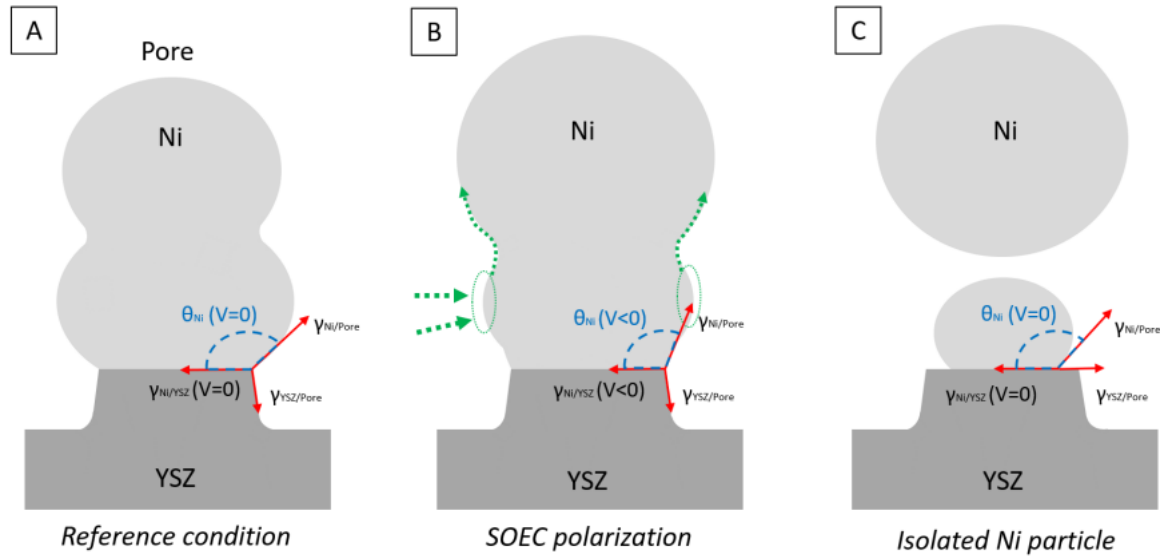 A
Pore
Ni
θNi (V=0)
γNi/Pore
γNi/YSZ (V=0)
γYSZ/Pore
YSZ
Reference condition
B
Ni
θNi (V<0)
γNi/Pore
γNi/YSZ (V<0)
γYSZ/Pore
YSZ
SOEC polarization
C
Ni
θNi (V=0)
γNi/Pore
γNi/YSZ (V=0)
γYSZ/Pore
YSZ
Isolated Ni particle